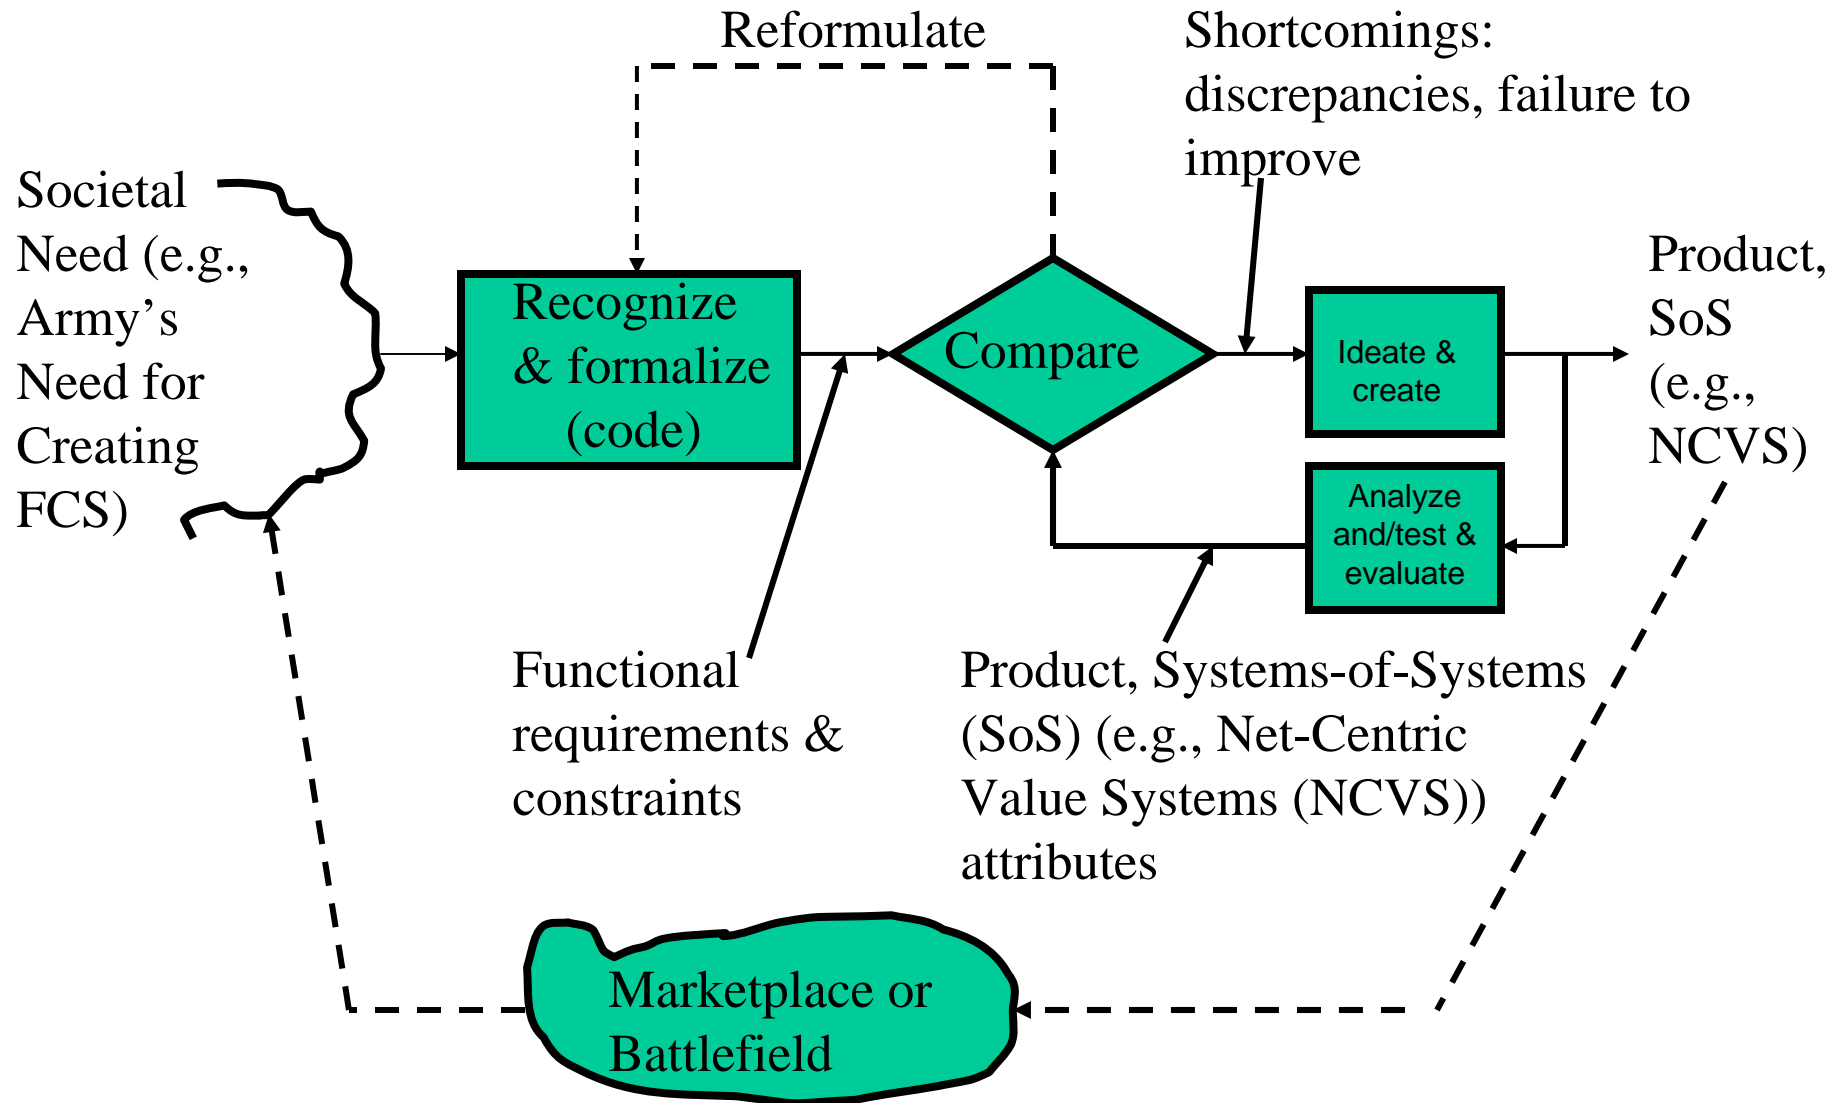 Reformulate
Shortcomings:
discrepancies, failure to
improve
Societal
Need (e.g.,
Army’s
Need for
Creating
FCS)
Recognize
& formalize
(code)
Compare
Ideate &
create
Product,
SoS
(e.g.,
NCVS)
Analyze
and/test &
evaluate
Functional
requirements &
constraints
Product, Systems-of-Systems
(SoS) (e.g., Net-Centric
Value Systems (NCVS))
attributes
Marketplace or
Battlefield